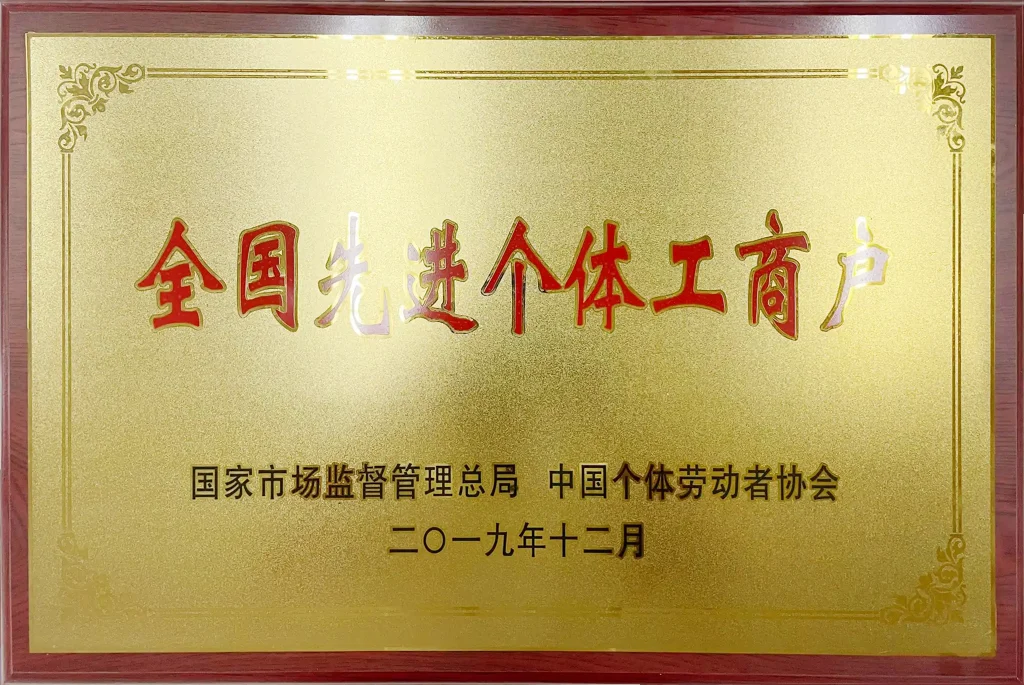 全国先进个体工商户
国家市场监督管理总局 中国个体劳动者协会
二〇一九年十二月